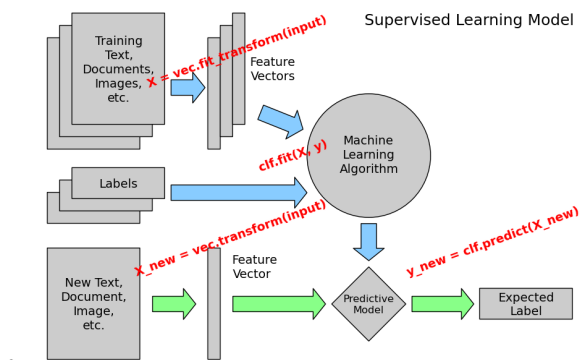 Supervised Learning Model
Training
Text,
Documents,
Images,
etc.
X = vec.fit_transform(input)
Feature
Vectors
Machine
Learning
Algorithm
clf.fit(X, y)
Labels
X_new = vec.transform(input)
New Text,
Document,
Image,
etc.
Feature
Vector
Predictive
Model
y_new = clf.predict(X_new)
Expected
Label